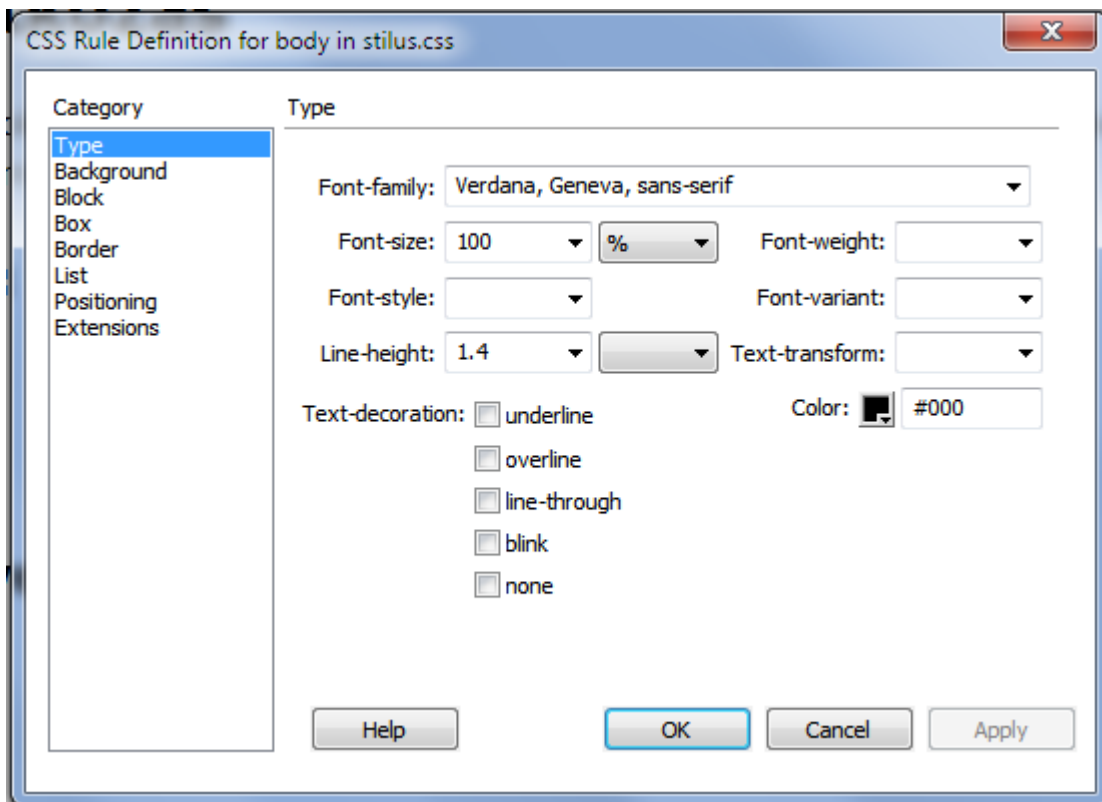 CSS Rule Definition for body in stilus.css
Category
Type
Type
Background
Block
Box
Border
List
Positioning
Extensions
Font-family: Verdana, Geneva, sans-serif
Font-size: 100 % Font-weight:
Font-style: Font-variant:
Line-height: 1.4 Text-transform:
Text-decoration: underline Color: #000
overline
line-through
blink
none
Help OK Cancel Apply